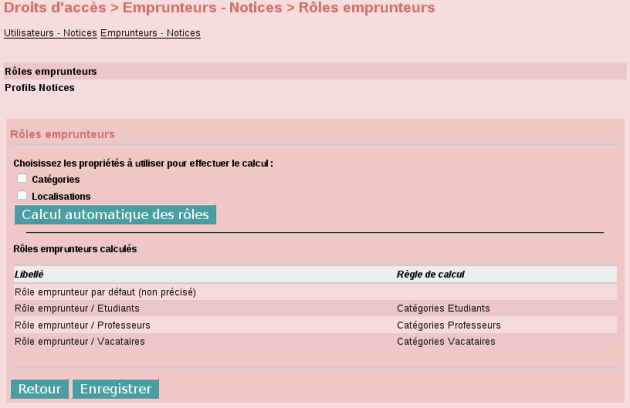 Droits d'accès > Emprunteurs - Notices > Rôles emprunteurs
Utilisateurs - Notices Emprunteurs - Notices
Rôles emprunteurs
Profils Notices
Rôles emprunteurs
Choisissez les propriétés à utiliser pour effectuer le calcul :
Catégories
Localisations
Calcul automatique des rôles
Rôles emprunteurs calculés
Libellé Règle de calcul
Rôle emprunteur par défaut (non précisé)
Rôle emprunteur / Etudiants Catégories Etudiants
Rôle emprunteur / Professeurs Catégories Professeurs
Rôle emprunteur / Vacataires Catégories Vacataires
Retour Enregistrer